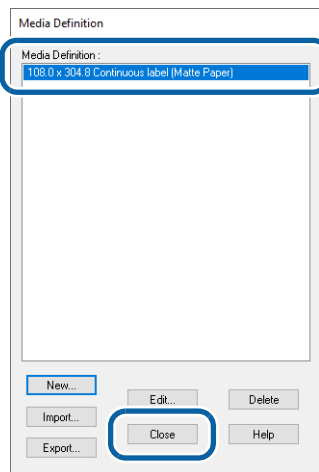 Media Definition
Media Definition :
108.0 x 304.8 Continuous label (Matte Paper)
New...
Edit...
Delete
Import...
Close
Help
Export...